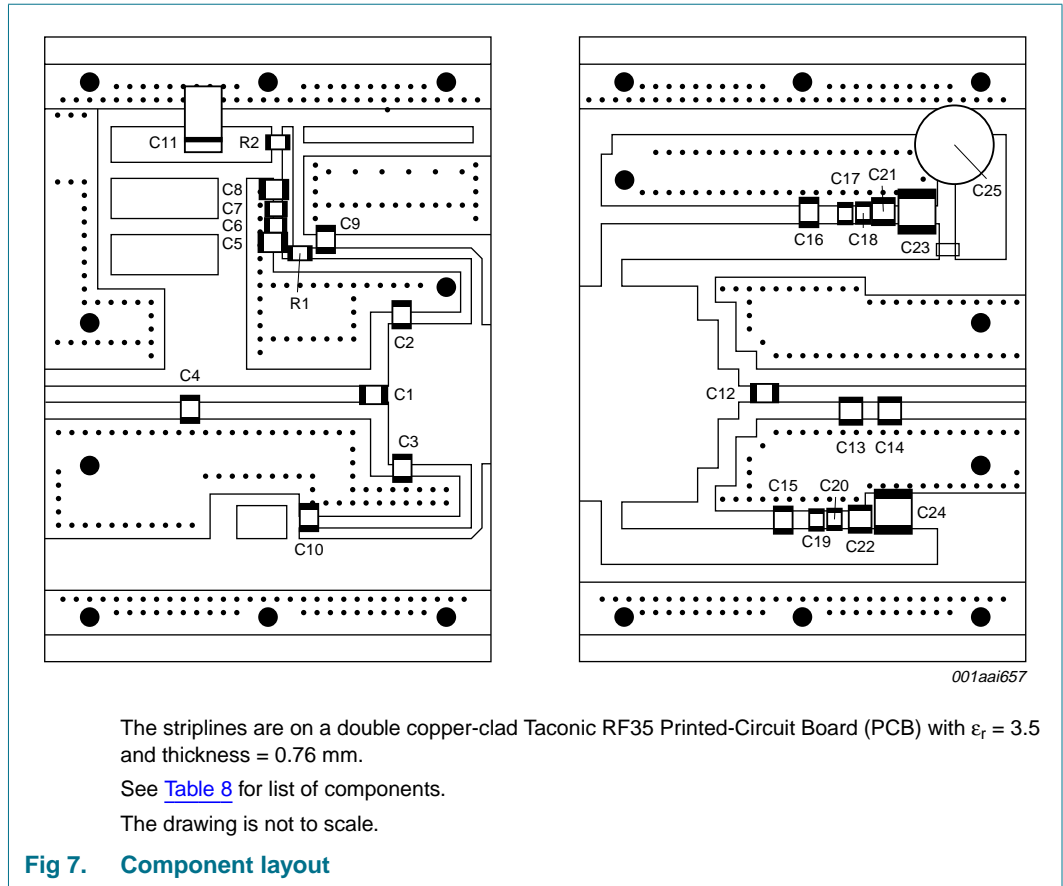 C11
R2
C8
C7
C6
C5
C9
R1
C2
C4
C1
C3
C10
C17
C21
C25
C16
C18
C23
C12
C13
C14
C15
C20
C24
C19
C22
001aai657
The striplines are on a double copper-clad Taconic RF35 Printed-Circuit Board (PCB) with εr = 3.5
and thickness = 0.76 mm.
See Table 8 for list of components.
The drawing is not to scale.
Fig 7. Component layout